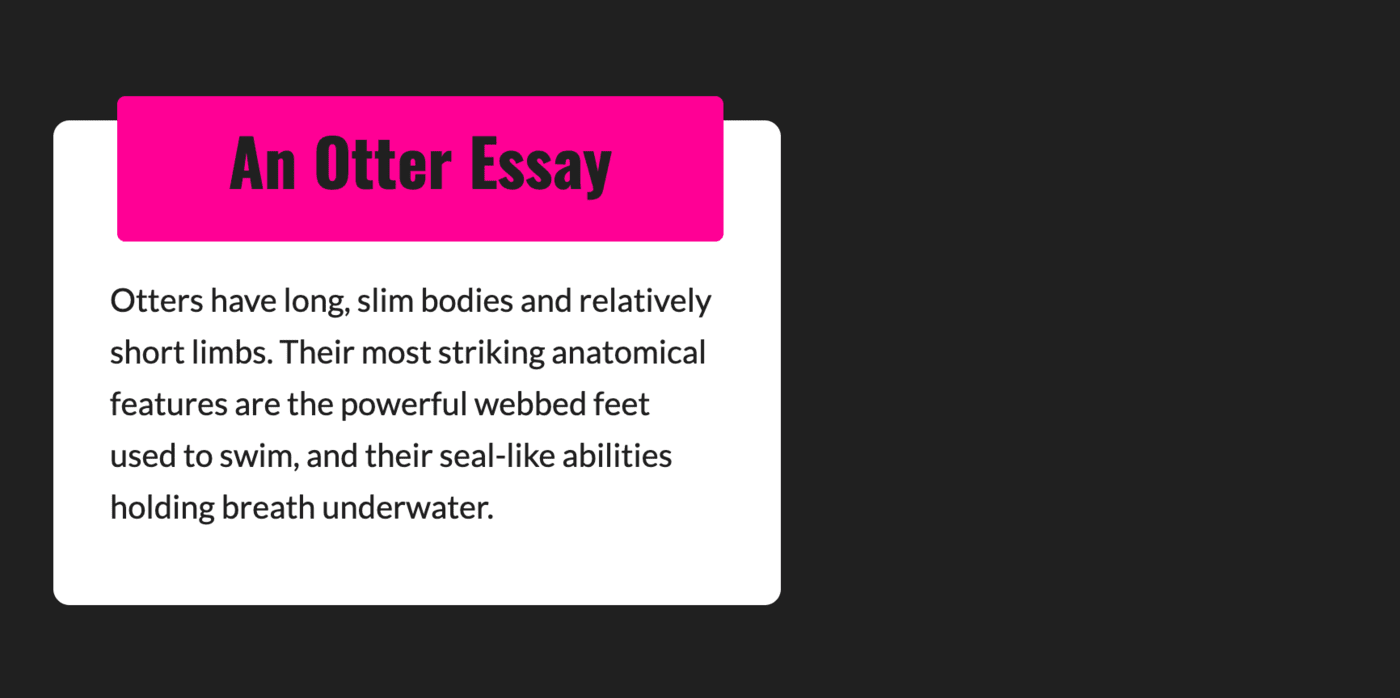 An Otter Essay
Otters have long, slim bodies and relatively
short limbs. Their most striking anatomical
features are the powerful webbed feet
used to swim, and their seal-like abilities
holding breath underwater.